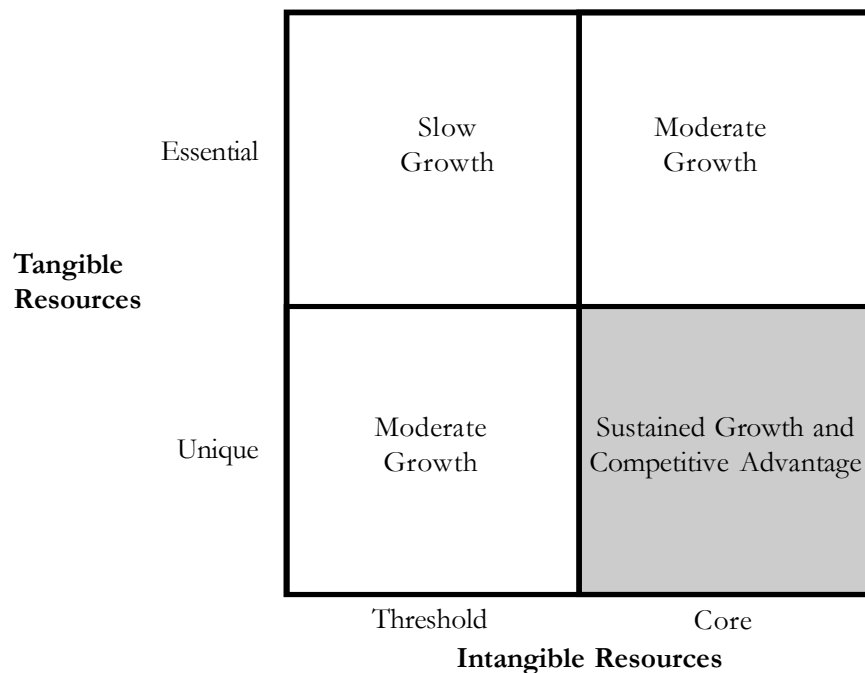 Slow
Growth
Moderate
Growth
Essential
Tangible
Resources
Moderate
Growth
Sustained Growth and
Competitive Advantage
Unique
Threshold
Core
Intangible Resources